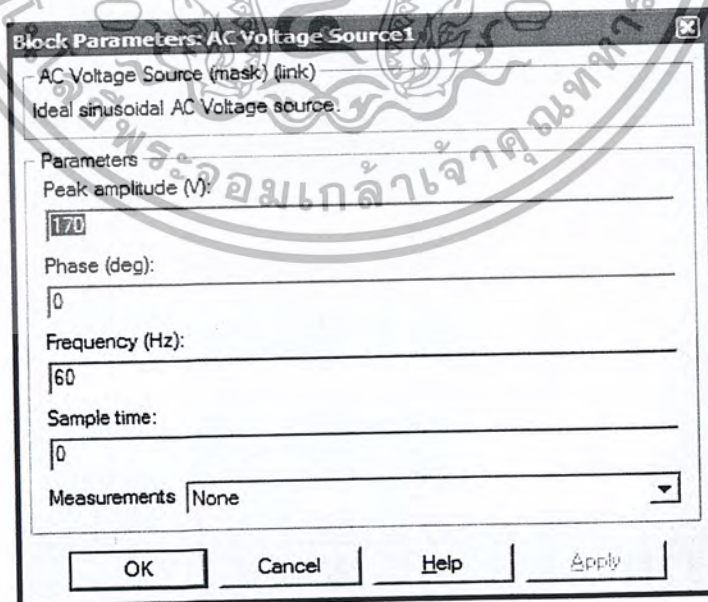 Block Parameters: AC Voltage Source1
AC Voltage Source (mask) (link)
Ideal sinusoidal AC Voltage source.
Parameters
Peak amplitude (V):
170
Phase (deg):
0
Frequency (Hz):
60
Sample time:
0
Measurements None
OK Cancel Help Apply